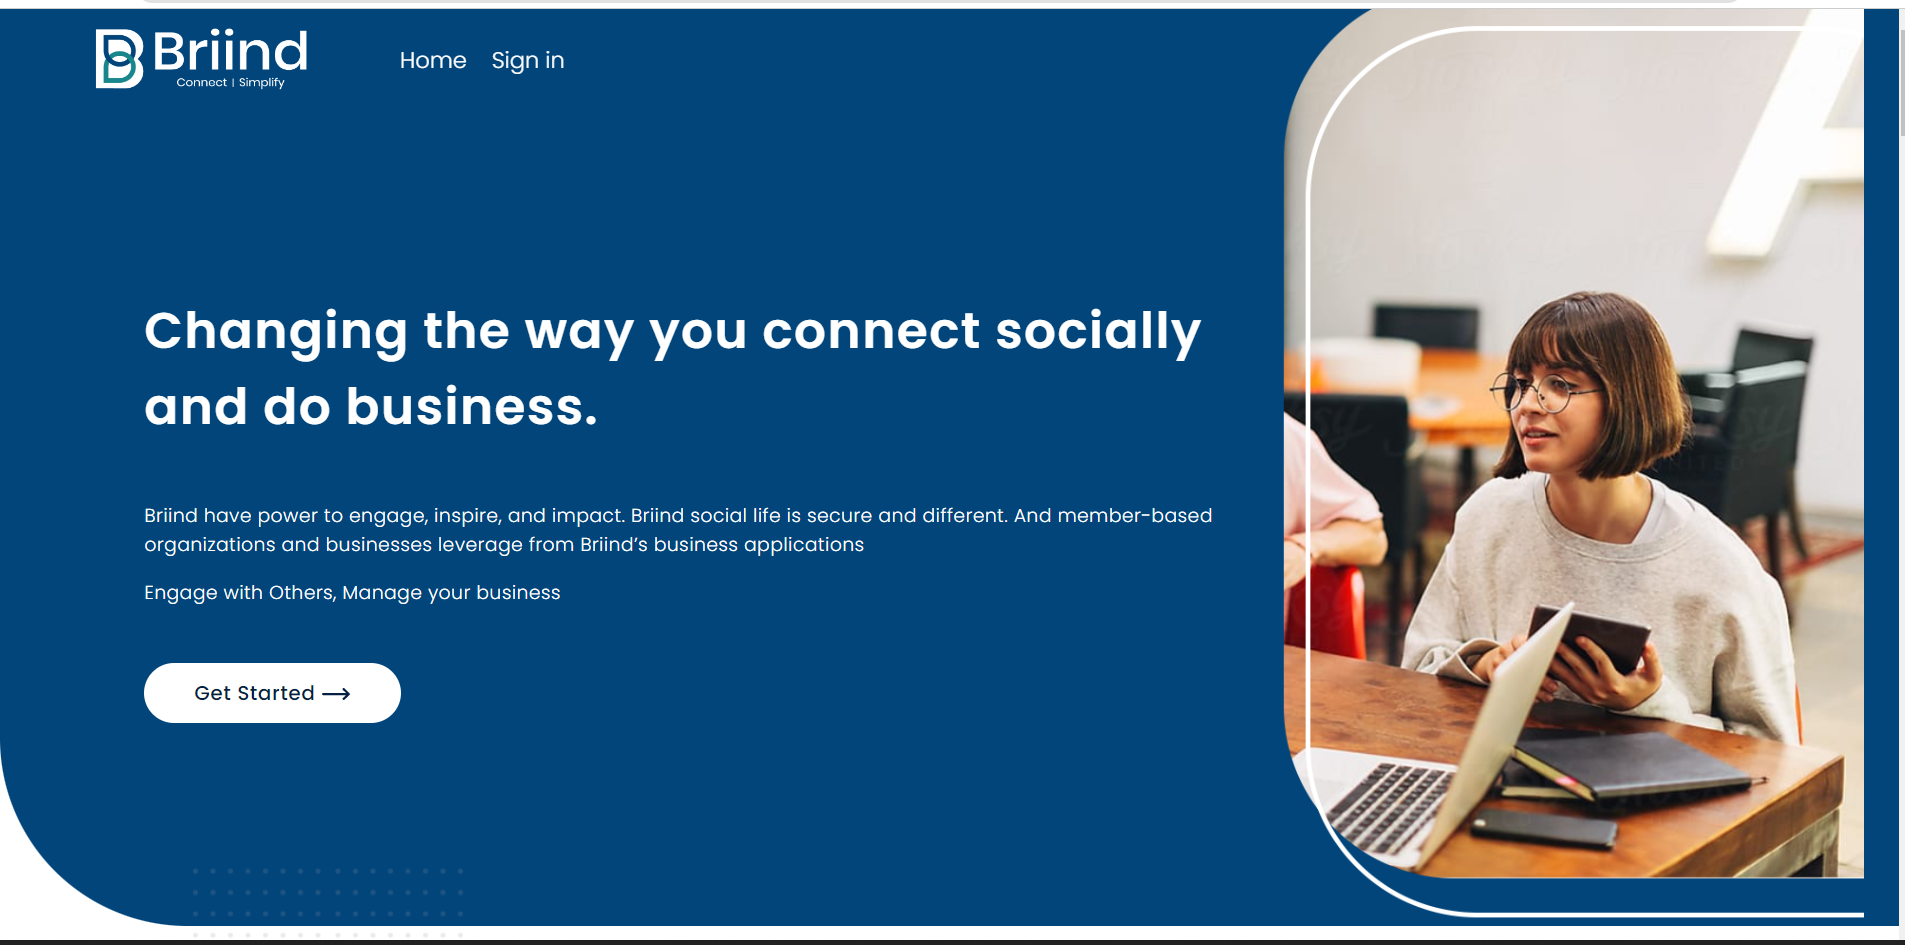 Briind
Connect | Simplify
Home Sign in
Changing the way you connect socially
and do business.
Briind have power to engage, inspire, and impact. Briind social life is secure and different. And member-based
organizations and businesses leverage from Briind’s business applications
Engage with Others, Manage your business
Get Started